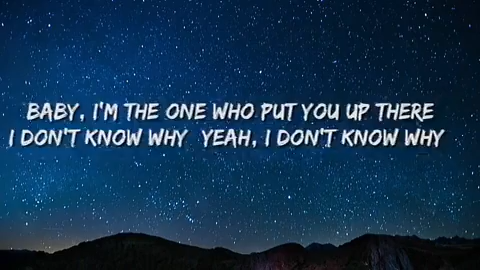 BABY, I'M THE ONE WHO PUT YOU UP THERE
I DON'T KNOW WHY  YEAH, I DON'T KNOW WHY